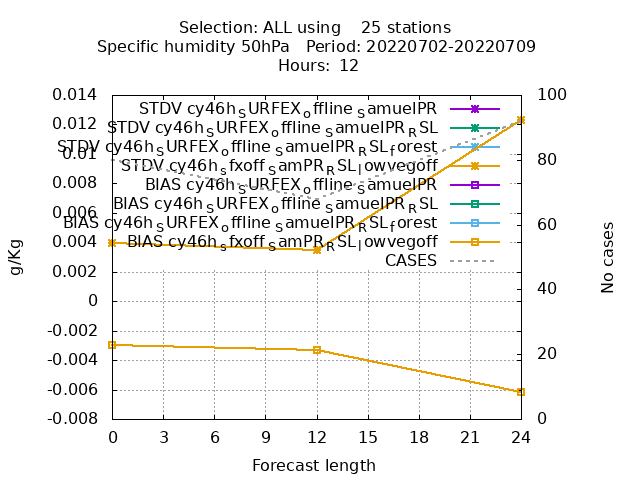 Selection: ALL using    25 stations
Specific humidity 50hPa   Period: 20220702-20220709
Hours:  12
0.014
0.012
0.01
0.008
0.006
0.004
0.002
0
-0.002
-0.004
-0.006
-0.008
g/Kg
STDV cy46h_SURFEX_offline_SamuelPR
STDV cy46h_SURFEX_offline_SamuelPR_RSL
STDV cy46h_SURFEX_offline_SamuelPR_RSL_forest
STDV cy46h_sfxoff_SamPR_RSL_lowvegoff
BIAS cy46h_SURFEX_offline_SamuelPR
BIAS cy46h_SURFEX_offline_SamuelPR_RSL
BIAS cy46h_SURFEX_offline_SamuelPR_RSL_forest
BIAS cy46h_sfxoff_SamPR_RSL_lowvegoff
CASES
100
80
60
40
20
0
No cases
0 3 6 9 12 15 18 21 24
Forecast length